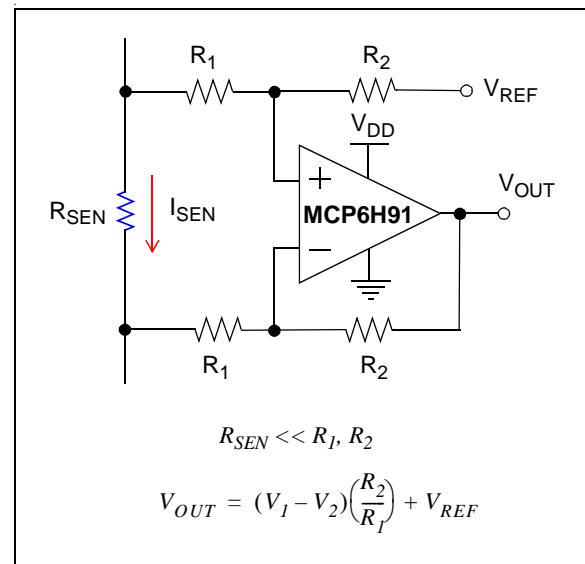 R1
R2
VREF
VDD
+
VOUT
RSEN
ISEN
MCP6H91
−
R1
R2
RSEN << R1, R2
VOUT = (V1 – V2)(R2/R1) + VREF